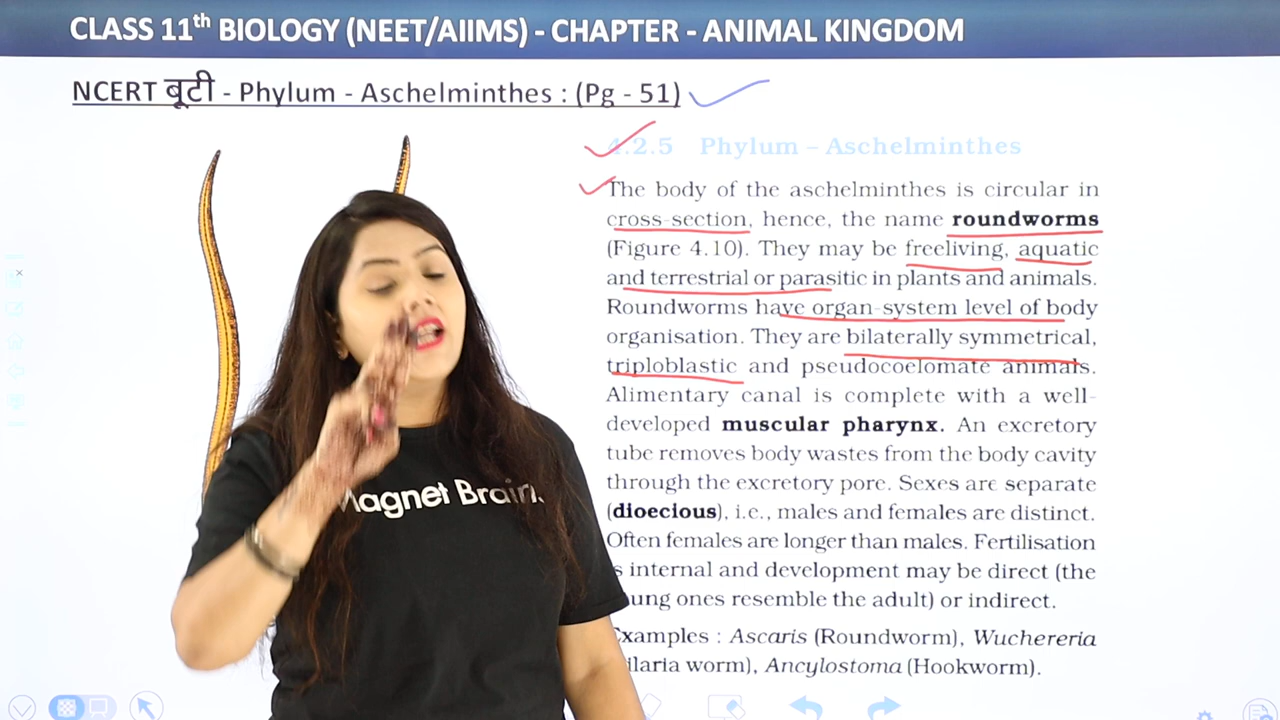 CLASS 11th BIOLOGY (NEET/AIIMS) - CHAPTER - ANIMAL KINGDOM
NCERT बूटी - Phylum - Aschelminthes : (Pg - 51)
4.2.5 Phylum – Aschelminthes
The body of the aschelminthes is circular in
cross-section, hence, the name roundworms
(Figure 4.10). They may be freeliving, aquatic
and terrestrial or parasitic in plants and animals.
Roundworms have organ-system level of body
organisation. They are bilaterally symmetrical,
triploblastic and pseudocoelomate animals.
Alimentary canal is complete with a well-
developed muscular pharynx. An excretory
tube removes body wastes from the body cavity
through the excretory pore. Sexes are separate
(dioecious), i.e., males and females are distinct.
Often females are longer than males. Fertilisation
internal and development may be direct (the
ones resemble the adult) or indirect.
Examples : Ascaris (Roundworm), Wuchereria
worm), Ancylostoma (Hookworm).
Magnet Brain